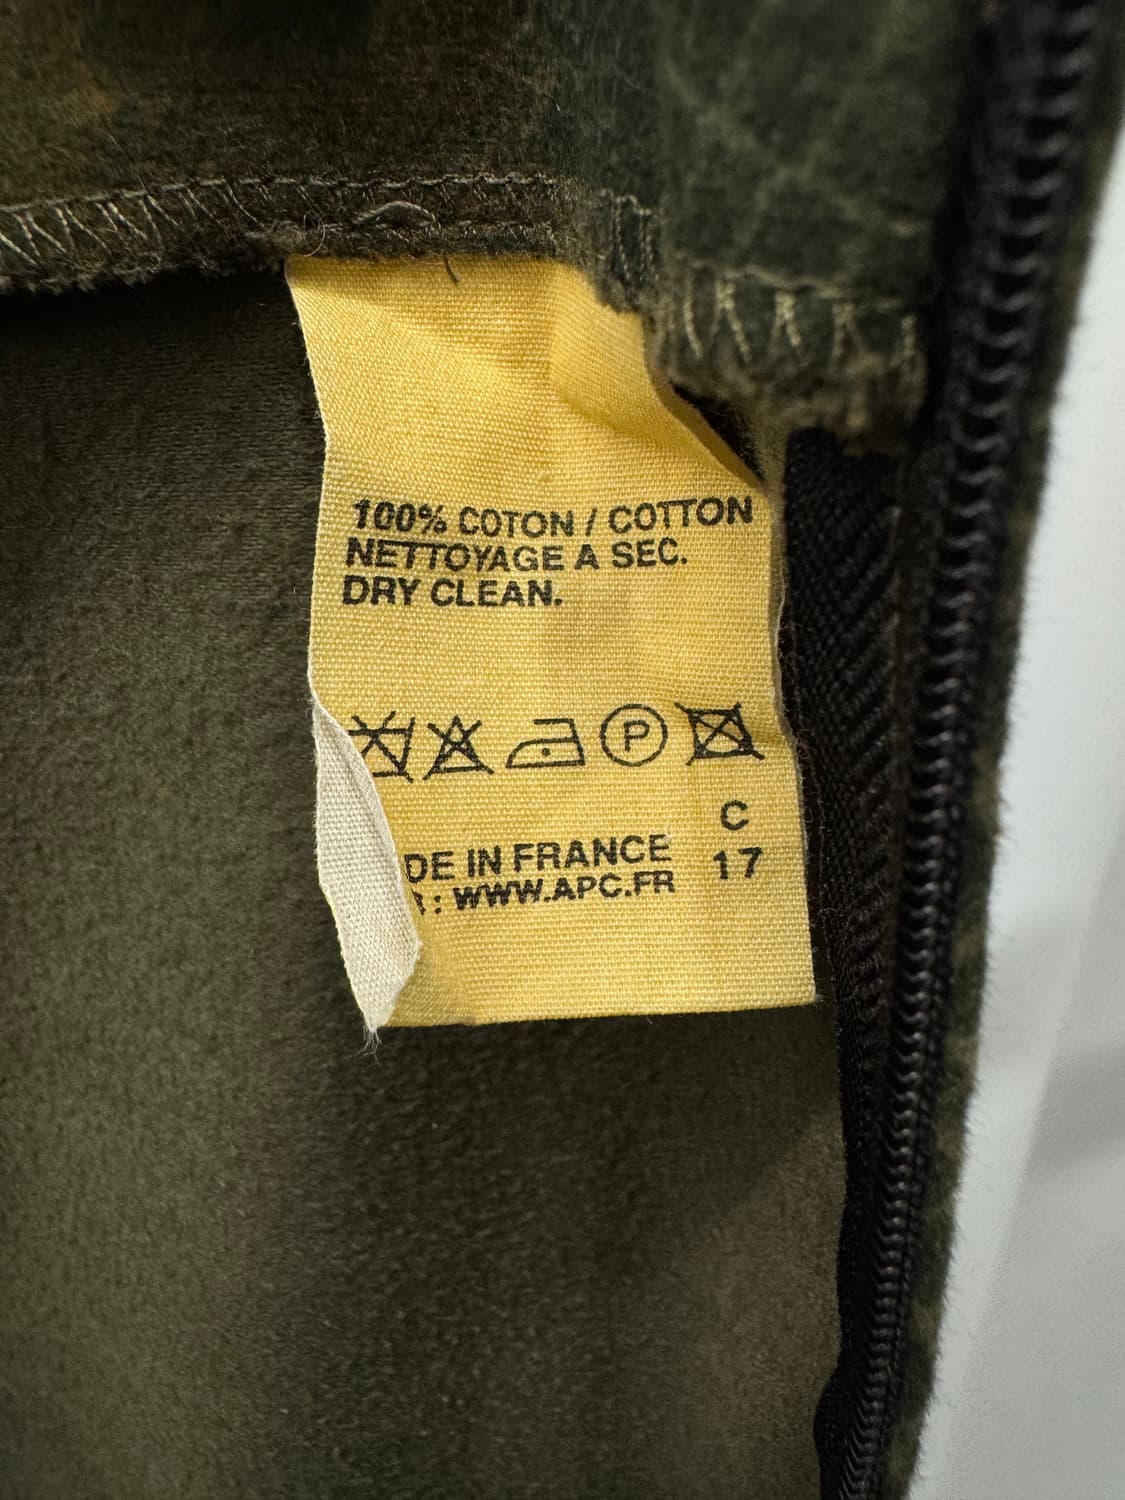 100% COTON / COTTON
NETTOYAGE A SEC.
DRY CLEAN.
P
C
DE IN FRANCE 17
: WWW.APC.FR